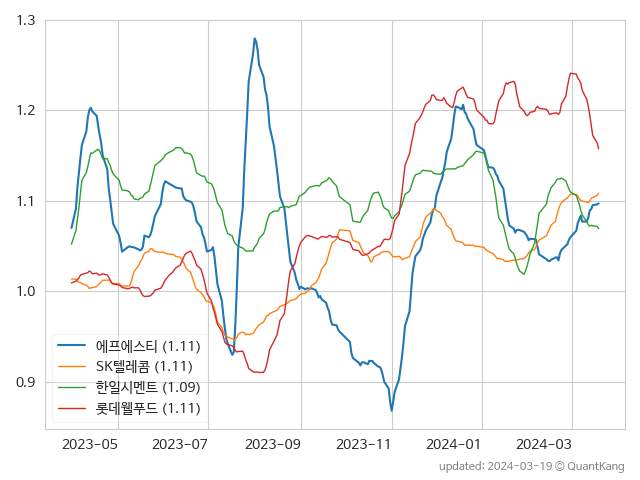 1.3
1.2
1.1
1.0
0.9
에프에스티 (1.11)
SK텔레콤 (1.11)
한일시멘트 (1.09)
롯데웰푸드 (1.11)
2023-05 2023-07 2023-09 2023-11 2024-01 2024-03
updated: 2024-03-19 © QuantKang